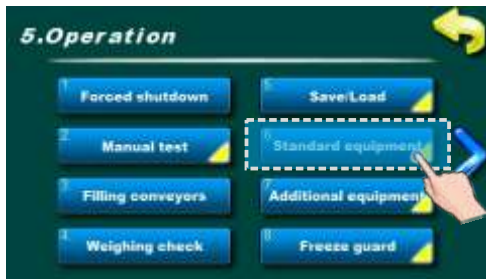 5.Operation
1 Forced shutdown
5 Save/Load
2 Manual test
6 Standard equipment
3 Filling conveyors
7 Additional equipment
4 Weighing check
8 Freeze guard